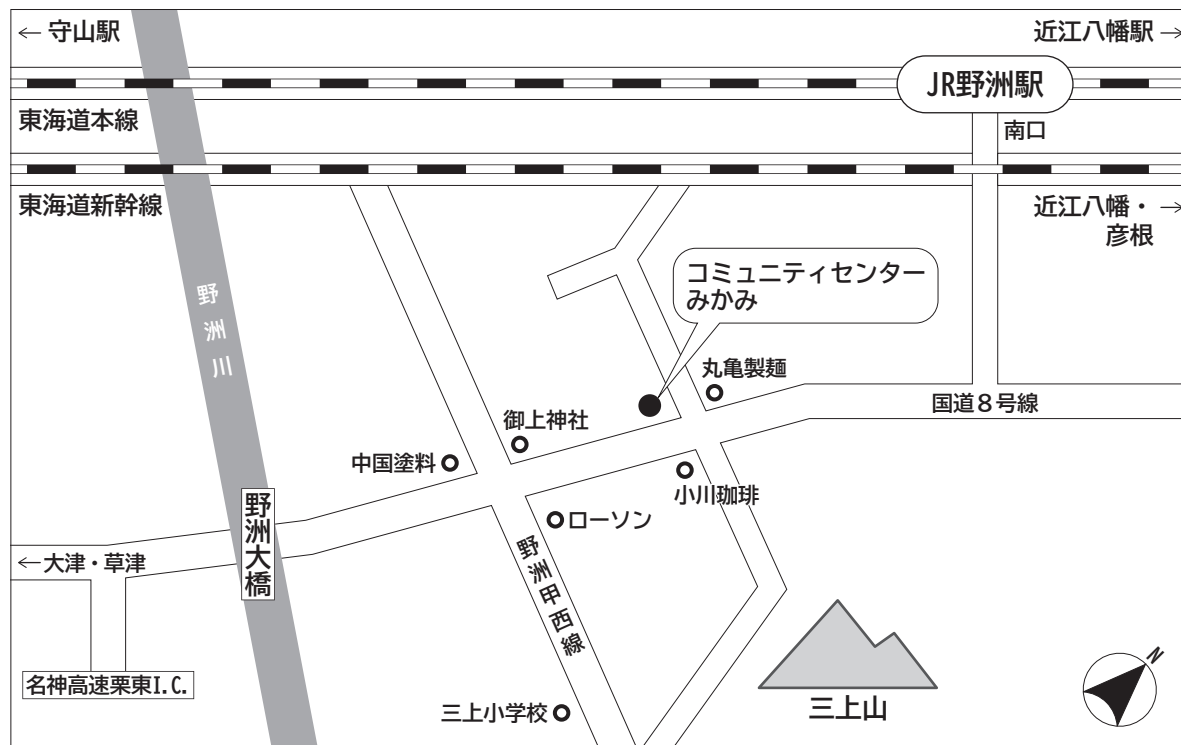 ← 守山駅
近江八幡駅 →
JR野洲駅
東海道本線
南口
東海道新幹線
近江八幡・ →
彦根
野洲川
コミュニティセンター
みかみ
丸亀製麺
国道8号線
御上神社
中国塗料
小川珈琲
野洲大橋
ローソン
← 大津・草津
野洲甲西線
名神高速栗東I.C.
三上小学校
三上山
N